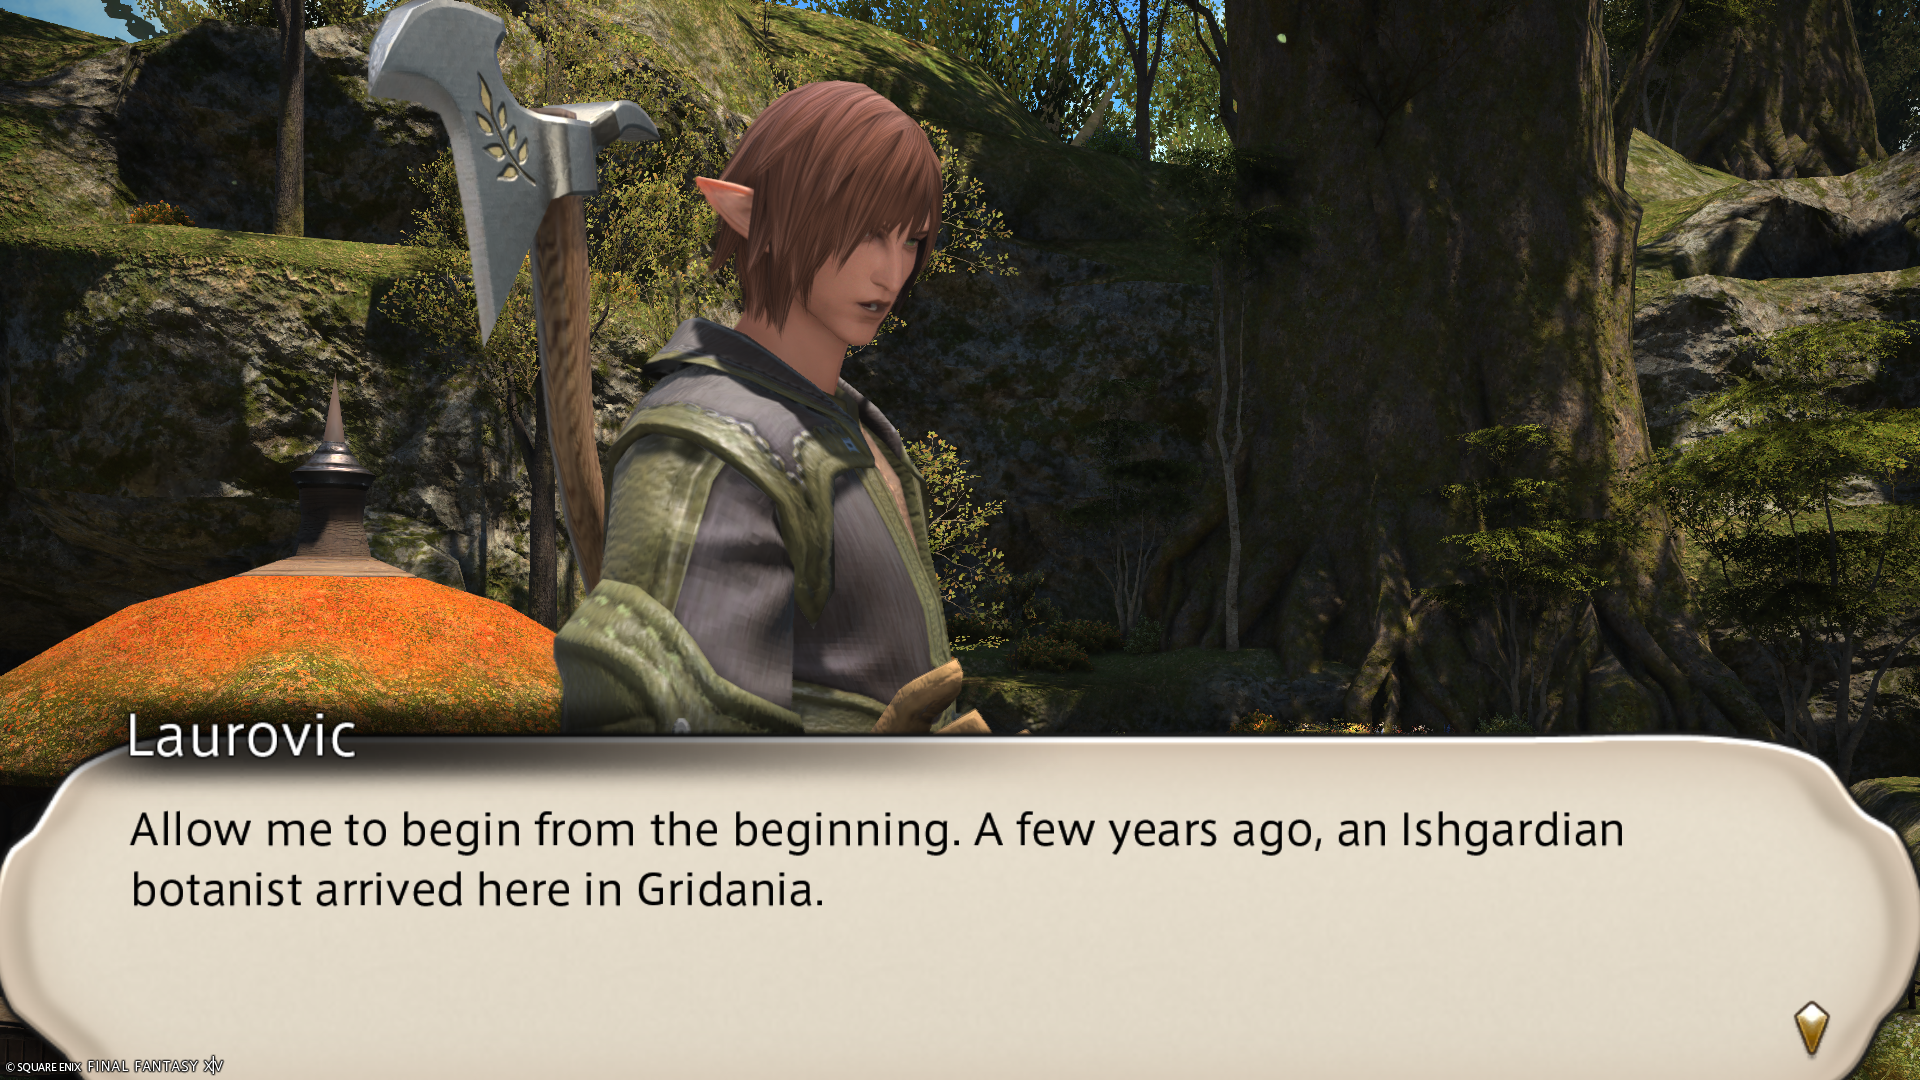 Laurovic
Allow me to begin from the beginning. A few years ago, an Ishgardian
botanist arrived here in Gridania.
© SQUARE ENIX FINAL FANTASY XIV